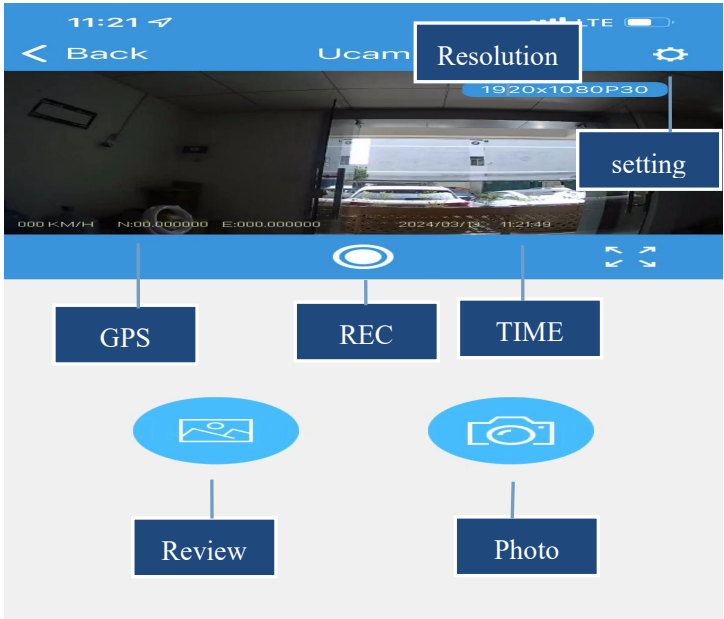 11:21 LTE
Back Ucam Resolution
1920x1080P30
setting
000 KM/H N:00.000000 E:000.000000 2024/03/13 11:21:49
GPS REC TIME
Review Photo